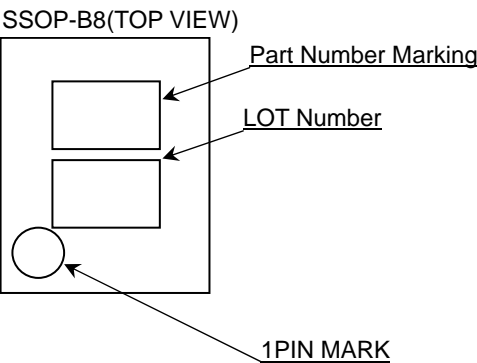 SSOP-B8(TOP VIEW)
Part Number Marking
LOT Number
1PIN MARK